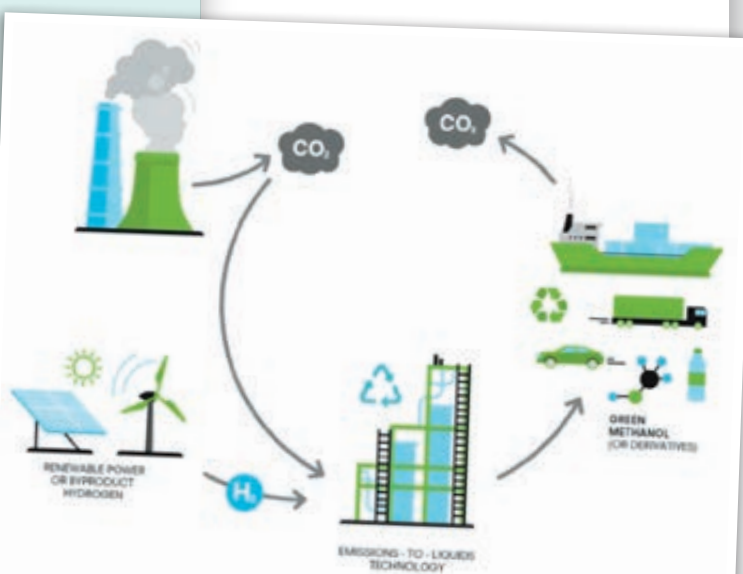 CO₂
CO₂
RENEWABLE POWER
OR BYPRODUCT
HYDROGEN
H₂
EMISSIONS - TO - LIQUIDS
TECHNOLOGY
GREEN
METHANOL
(OR DERIVATIVES)